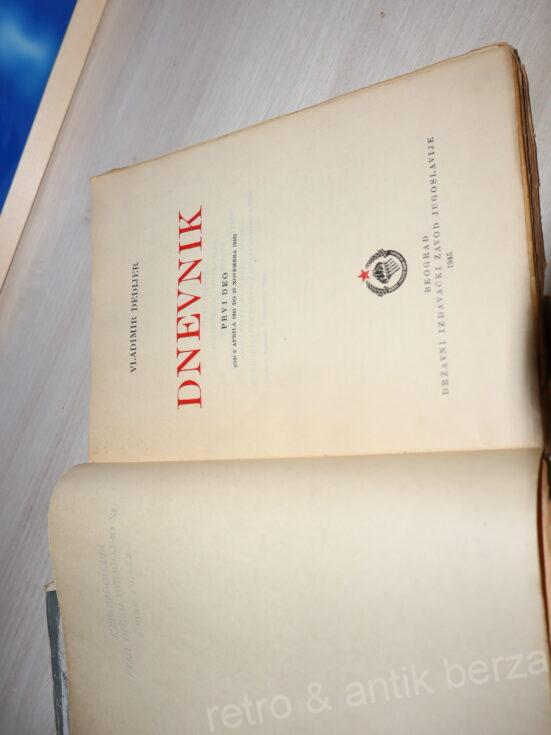 VLADIMIR DEDIJER
DNEVNIK
PRVI DEO
(OD 6 APRILA 1941 DO 27 NOVEMBRA 1942)
BEOGRAD
DRŽAVNI IZDAVAČKI ZAVOD JUGOSLAVIJE
1945
retro & antik berza